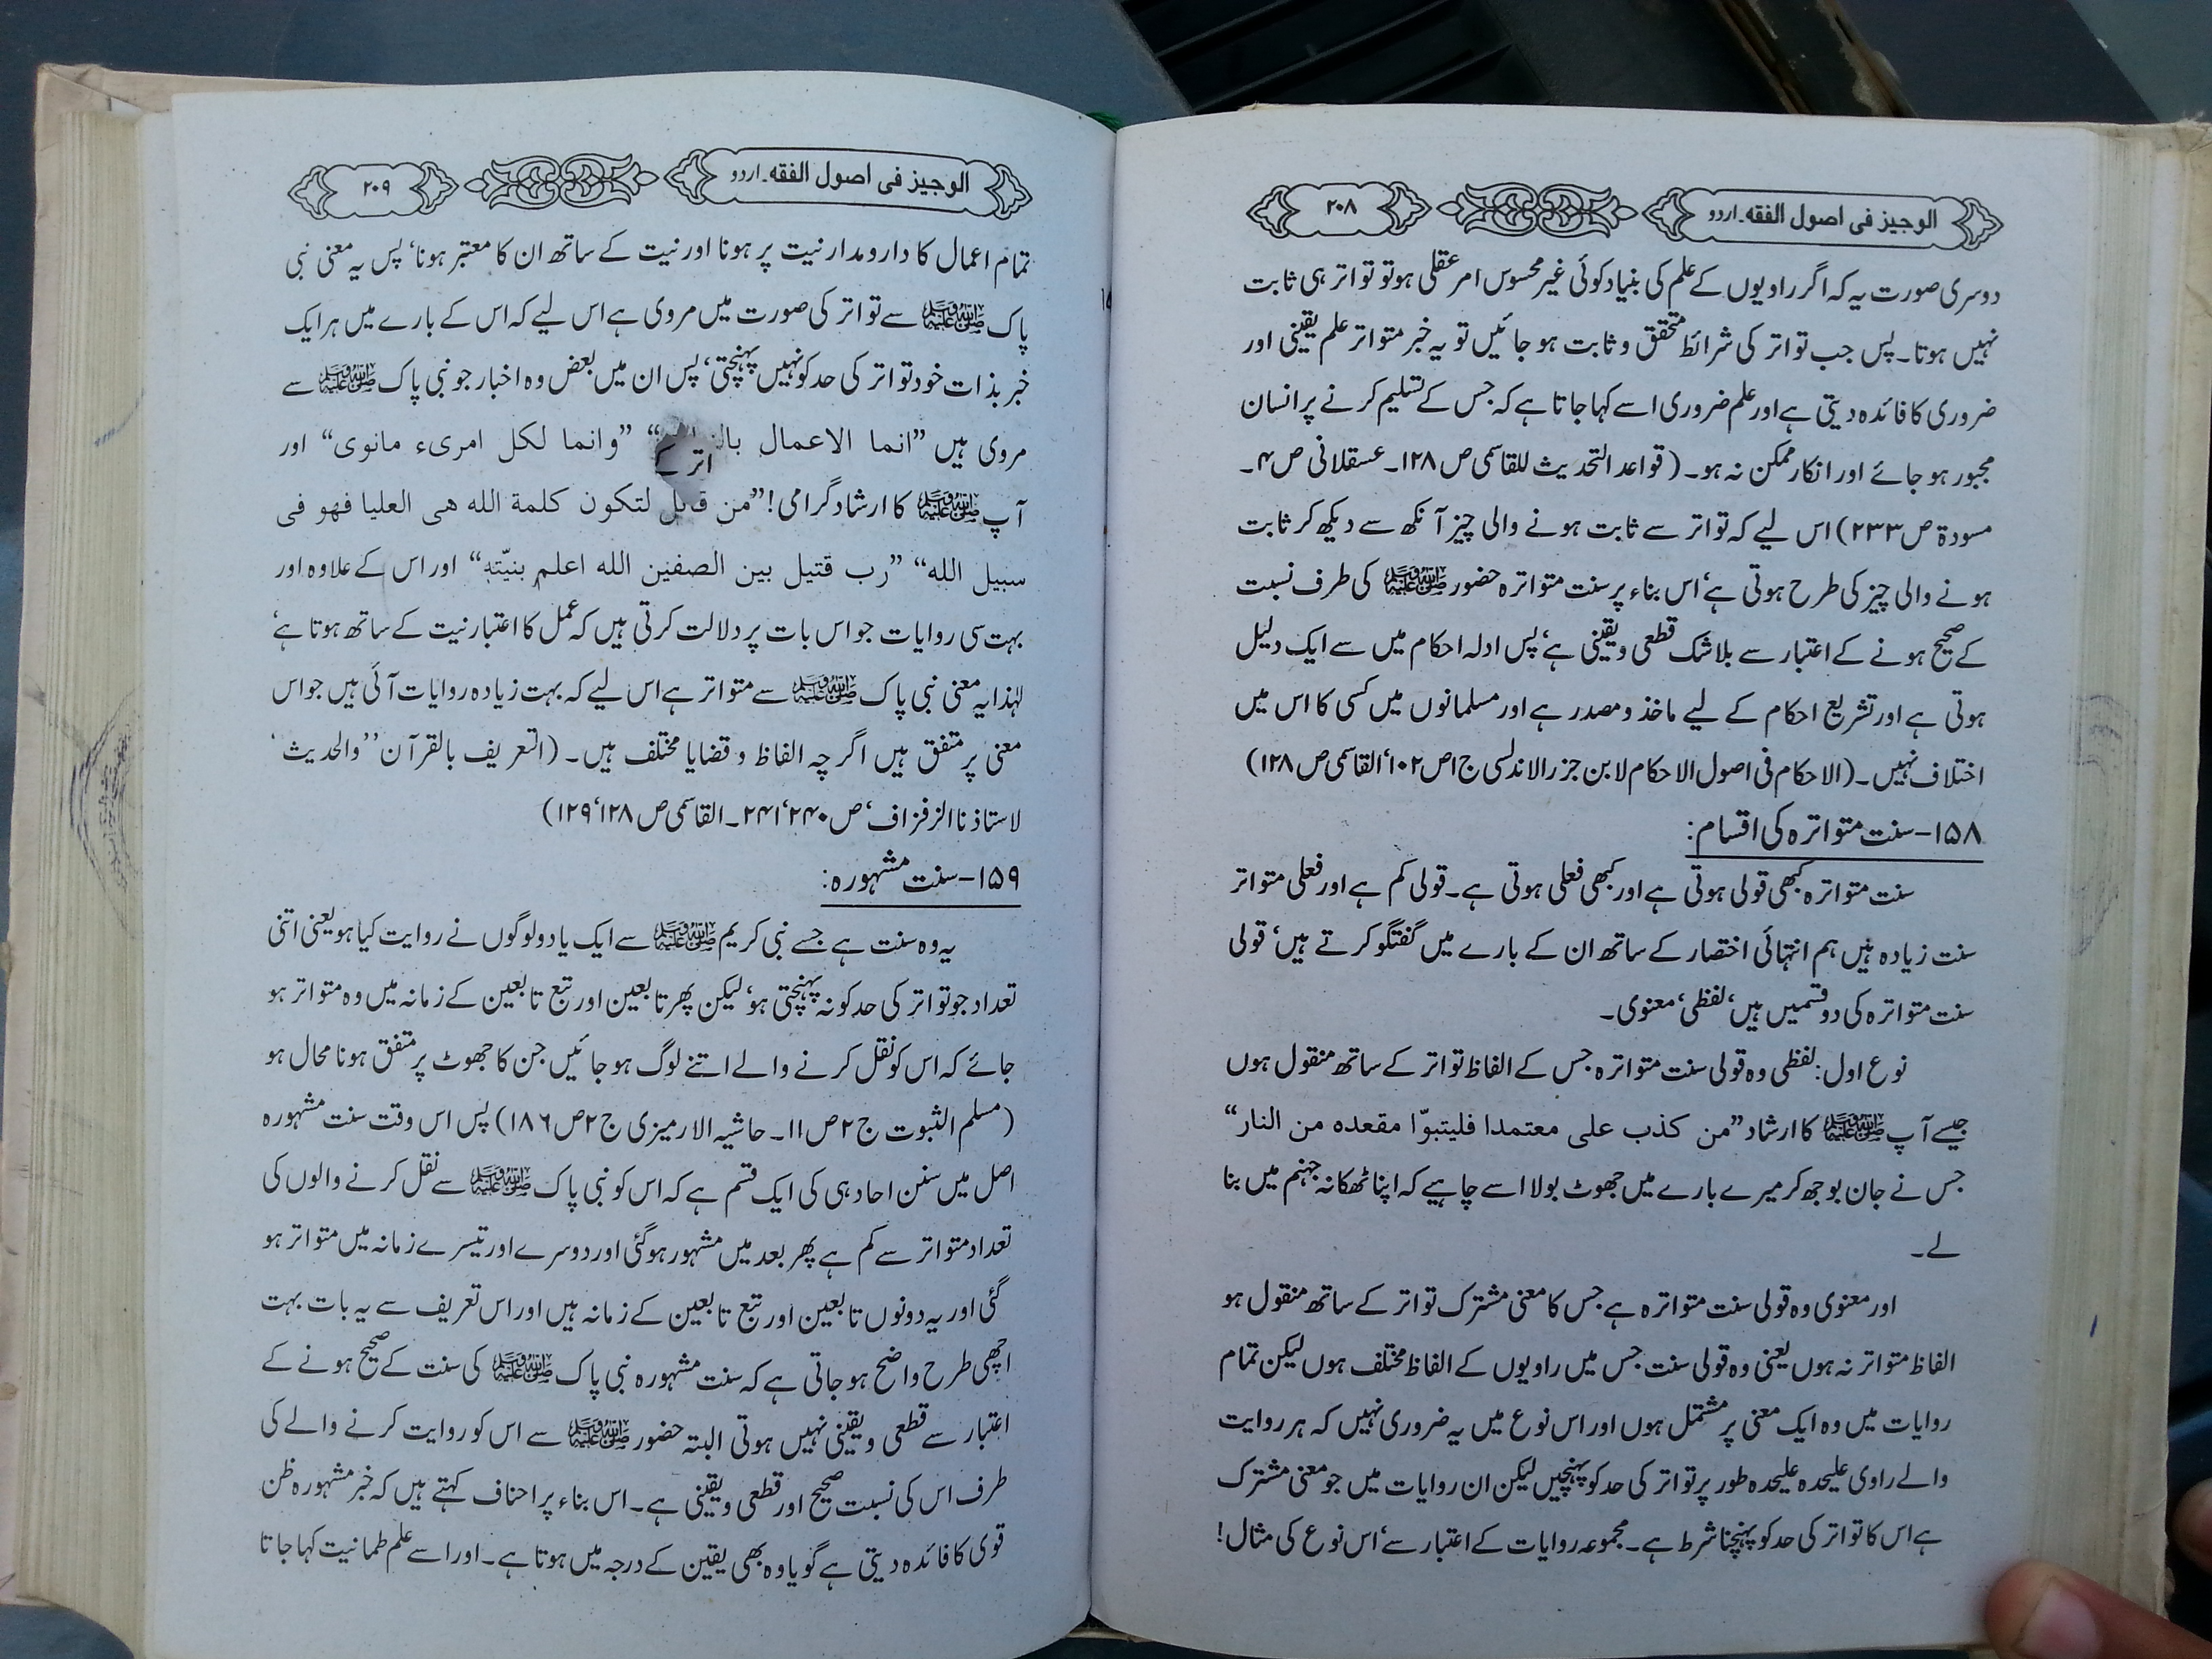 الوجیز فی اصول الفقہ۔اردو ۲۰۸
دوسری صورت یہ کہ اگر راویوں کے علم کی بنیاد کوئی غیر محسوس امر عقلی ہو تو تواتر ہی ثابت
نہیں ہوتا۔ پس جب تواتر کی شرائط متحقق و ثابت ہو جائیں تو یہ خبر متواتر علم یقینی اور
ضروری کا فائدہ دیتی ہے اور علم ضروری اسے کہا جاتا ہے کہ جس کے تسلیم کرنے پر انسان
مجبور ہو جائے اور انکار ممکن نہ ہو۔ (قواعد التحدیث للقاسمی ص ۱۲۸۔ عسقلانی ص ۴۔
مسودۃ ص ۲۳۳) اس لیے کہ تواتر سے ثابت ہونے والی چیز آنکھ سے دیکھ کر ثابت
ہونے والی چیز کی طرح ہوتی ہے‘ اس بناء پر سنت متواترہ حضور ﷺ کی طرف نسبت
کے صحیح ہونے کے اعتبار سے بلاشک قطعی و یقینی ہے‘ پس ادلہ احکام میں سے ایک دلیل
ہوتی ہے اور تشریع احکام کے لیے ماخذ و مصدر ہے اور مسلمانوں میں کسی کا اس میں
اختلاف نہیں۔ (الاحکام فی اصول الاحکام لابن جزر الاندلسی ج ۱ ص ۱۰۲‘ القاسمی ص ۱۲۸)
۱۵۸- سنت متواترہ کی اقسام:
سنت متواترہ کبھی قولی ہوتی ہے اور کبھی فعلی ہوتی ہے۔ قولی کم ہے اور فعلی متواتر
سنت زیادہ ہیں ہم انتہائی اختصار کے ساتھ ان کے بارے میں گفتگو کرتے ہیں‘ قولی
سنت متواترہ کی دو قسمیں ہیں‘ لفظی‘ معنوی۔
نوع اول: لفظی وہ قولی سنت متواترہ جس کے الفاظ تواتر کے ساتھ منقول ہوں
جیسے آپ ﷺ کا ارشاد ”من كذب علی معتمدا فلیتبوّا مقعدہ من النار“
جس نے جان بوجھ کر میرے بارے میں جھوٹ بولا اسے چاہیے کہ اپنا ٹھکانہ جہنم میں بنا
لے۔
اور معنوی وہ قولی سنت متواترہ ہے جس کا معنی مشترک تواتر کے ساتھ منقول ہو
الفاظ متواتر نہ ہوں یعنی وہ قولی سنت جس میں راویوں کے الفاظ مختلف ہوں لیکن تمام
روایات میں وہ ایک معنی پر مشتمل ہوں اور اس نوع میں یہ ضروری نہیں کہ ہر روایت
والے راوی علیحدہ علیحدہ طور پر تواتر کی حد کو پہنچیں لیکن ان روایات میں جو معنی مشترک
ہے اس کا تواتر کی حد کو پہنچنا شرط ہے۔ مجموعہ روایات کے اعتبار سے‘ اس نوع کی مثال!
الوجیز فی اصول الفقہ۔اردو ۲۰۹
تمام اعمال کا دارومدار نیت پر ہونا اور نیت کے ساتھ ان کا معتبر ہونا‘ پس یہ معنی نبی
پاک ﷺ سے تواتر کی صورت میں مروی ہے اس لیے کہ اس کے بارے میں ہر ایک
خبر بذات خود تواتر کی حد کو نہیں پہنچتی‘ پس ان میں بعض وہ اخبار جو نبی پاک ﷺ سے
مروی ہیں ”انما الاعمال “ ”وانما لكل امریء مانوی“ اور
آپ ﷺ کا ارشاد گرامی! ”من قاتل لتكون كلمة الله هی العلیا فهو فی
سبیل الله“ ”رب قتیل بین الصفین الله اعلم بنیّتہ“ اور اس کے علاوہ اور
بہت سی روایات جو اس بات پر دلالت کرتی ہیں کہ عمل کا اعتبار نیت کے ساتھ ہوتا ہے‘
لہٰذا یہ معنی نبی پاک ﷺ سے متواتر ہے اس لیے کہ بہت زیادہ روایات آئی ہیں جو اس
معنی پر متفق ہیں اگرچہ الفاظ و قضایا مختلف ہیں۔ (التعریف بالقرآن ’’والحدیث‘
لاستاذنا الزفزاف‘ ص ۲۴۰‘ ۲۴۱۔ القاسمی ص ۱۲۸‘ ۱۲۹)
۱۵۹- سنت مشہورہ:
یہ وہ سنت ہے جسے نبی کریم ﷺ سے ایک یا دو لوگوں نے روایت کیا ہو یعنی اتنی
تعداد جو تواتر کی حد کو نہ پہنچتی ہو‘ لیکن پھر تابعین اور تبع تابعین کے زمانہ میں وہ متواتر ہو
جائے کہ اس کو نقل کرنے والے اتنے لوگ ہو جائیں جن کا جھوٹ پر متفق ہونا محال ہو
(مسلم الثبوت ج ۲ ص ۱۱۔ حاشیہ الارمیزی ج ۲ ص ۱۸۶) پس اس وقت سنت مشہورہ
اصل میں سنن احاد ہی کی ایک قسم ہے کہ اس کو نبی پاک ﷺ سے نقل کرنے والوں کی
تعداد متواتر سے کم ہے پھر بعد میں مشہور ہو گئی اور دوسرے اور تیسرے زمانہ میں متواتر ہو
گئی اور یہ دونوں تابعین اور تبع تابعین کے زمانہ ہیں اور اس تعریف سے یہ بات بہت
اچھی طرح واضح ہو جاتی ہے کہ سنت مشہورہ نبی پاک ﷺ کی سنت کے صحیح ہونے کے
اعتبار سے قطعی و یقینی نہیں ہوتی البتہ حضور ﷺ سے اس کو روایت کرنے والے کی
طرف اس کی نسبت صحیح اور قطعی و یقینی ہے۔ اس بناء پر احناف کہتے ہیں کہ خبر مشہورہ ظن
قوی کا فائدہ دیتی ہے گویا وہ بھی یقین کے درجہ میں ہوتا ہے۔ اور اسے علم طمانیت کہا جاتا